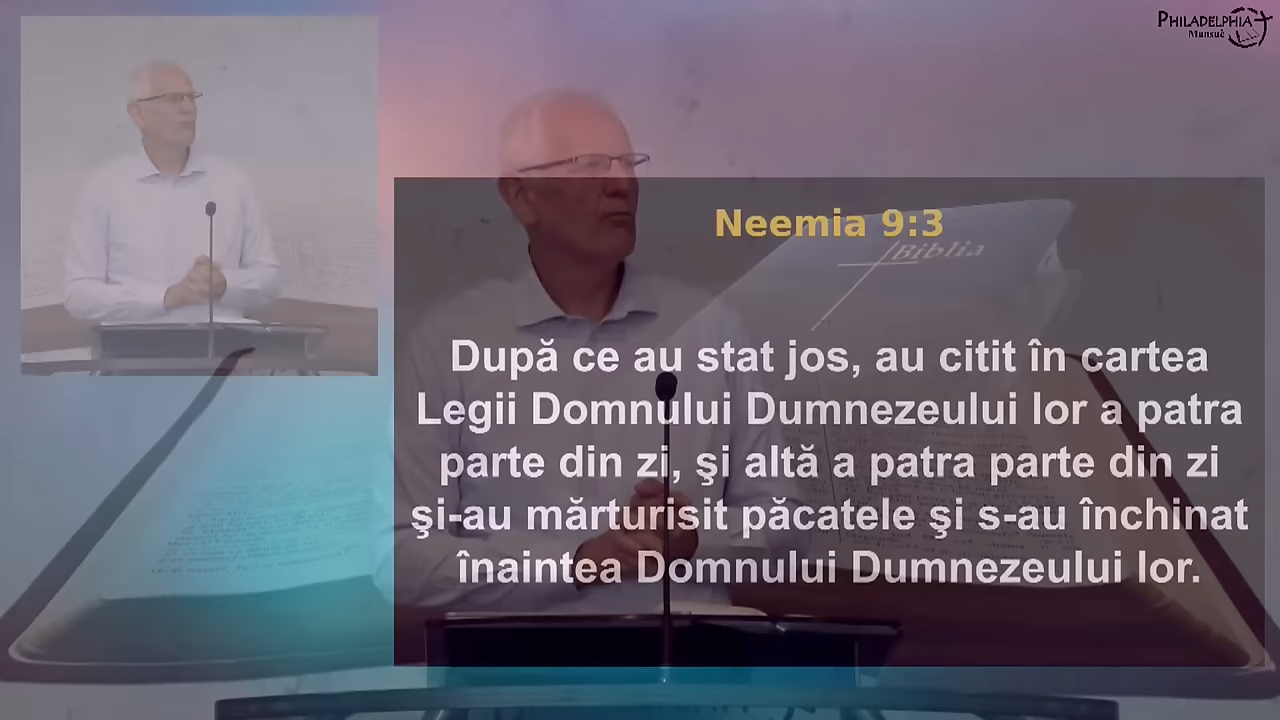 PHILADELPHIA
Munsuè
Neemia 9:3
Biblia
După ce au stat jos, au citit în cartea
Legii Domnului Dumnezeului lor a patra
parte din zi, şi altă a patra parte din zi
şi-au mărturisit păcatele şi s-au închinat
înaintea Domnului Dumnezeului lor.